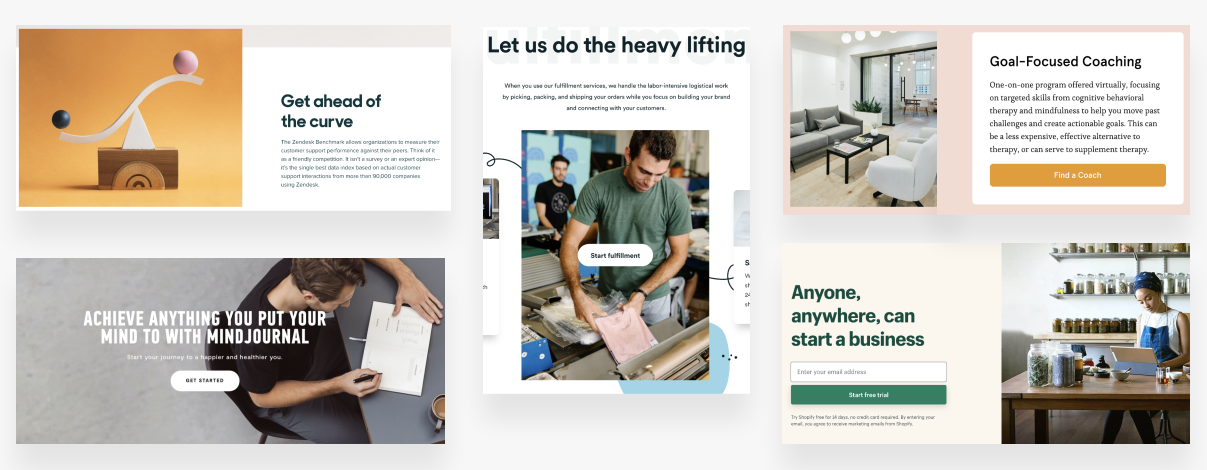 Get ahead of
the curve
The Zendesk Benchmark allows organizations to measure their
customer support performance against their peers. Think of it
as a friendly competition. It isn't a survey or an expert opinion—
it's the single best data index based on actual customer
support interactions from more than 90,000 companies
using Zendesk.
ACHIEVE ANYTHING YOU PUT YOUR
MIND TO WITH MINDJOURNAL
Start your journey to a happier and healthier you.
GET STARTED
Let us do the heavy lifting
When you use our fulfillment services, we handle the labor-intensive logistical work
by picking, packing, and shipping your orders while you focus on building your brand
and connecting with your customers.
Start fulfillment
Goal-Focused Coaching
One-on-one program offered virtually, focusing
on targeted skills from cognitive behavioral
therapy and mindfulness to help you move past
challenges and create actionable goals. This can
be a less expensive, effective alternative to
therapy, or can serve to supplement therapy.
Find a Coach
Anyone,
anywhere, can
start a business
Enter your email address
Start free trial
Try Shopify free for 14 days, no credit card required. By entering your
email, you agree to receive marketing emails from Shopify.